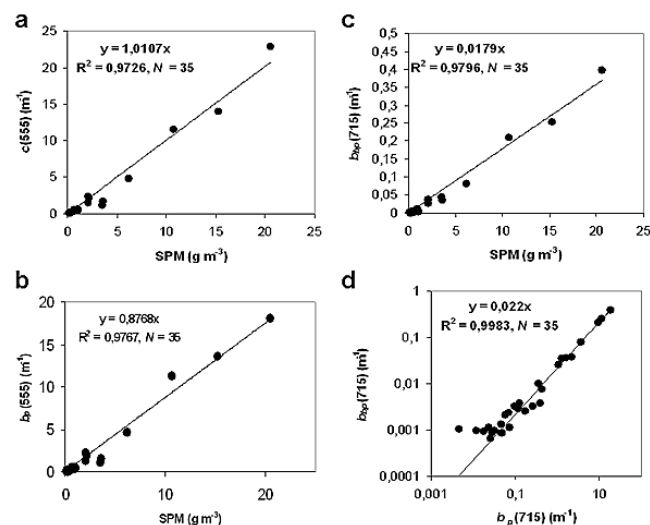 a
y = 1,0107x
R² = 0,9726, N = 35
25
20
15
10
5
0
0 5 10 15 20 25
c(555) (m⁻¹)
SPM (g m⁻³)
c
y = 0,0179x
R² = 0,9796, N = 35
0,5
0,45
0,4
0,35
0,3
0,25
0,2
0,15
0,1
0,05
0
0 5 10 15 20 25
b_bp(715) (m⁻¹)
SPM (g m⁻³)
b
y = 0,8768x
R² = 0,9767, N = 35
20
15
10
5
0
0 5 10 15 20 25
b_p(555) (m⁻¹)
SPM (g m⁻³)
d
y = 0,022x
R² = 0,9983, N = 35
1
0,1
0,01
0,001
0,0001
0,001 0,1 10
b_bp(715) (m⁻¹)
b_p(715) (m⁻¹)